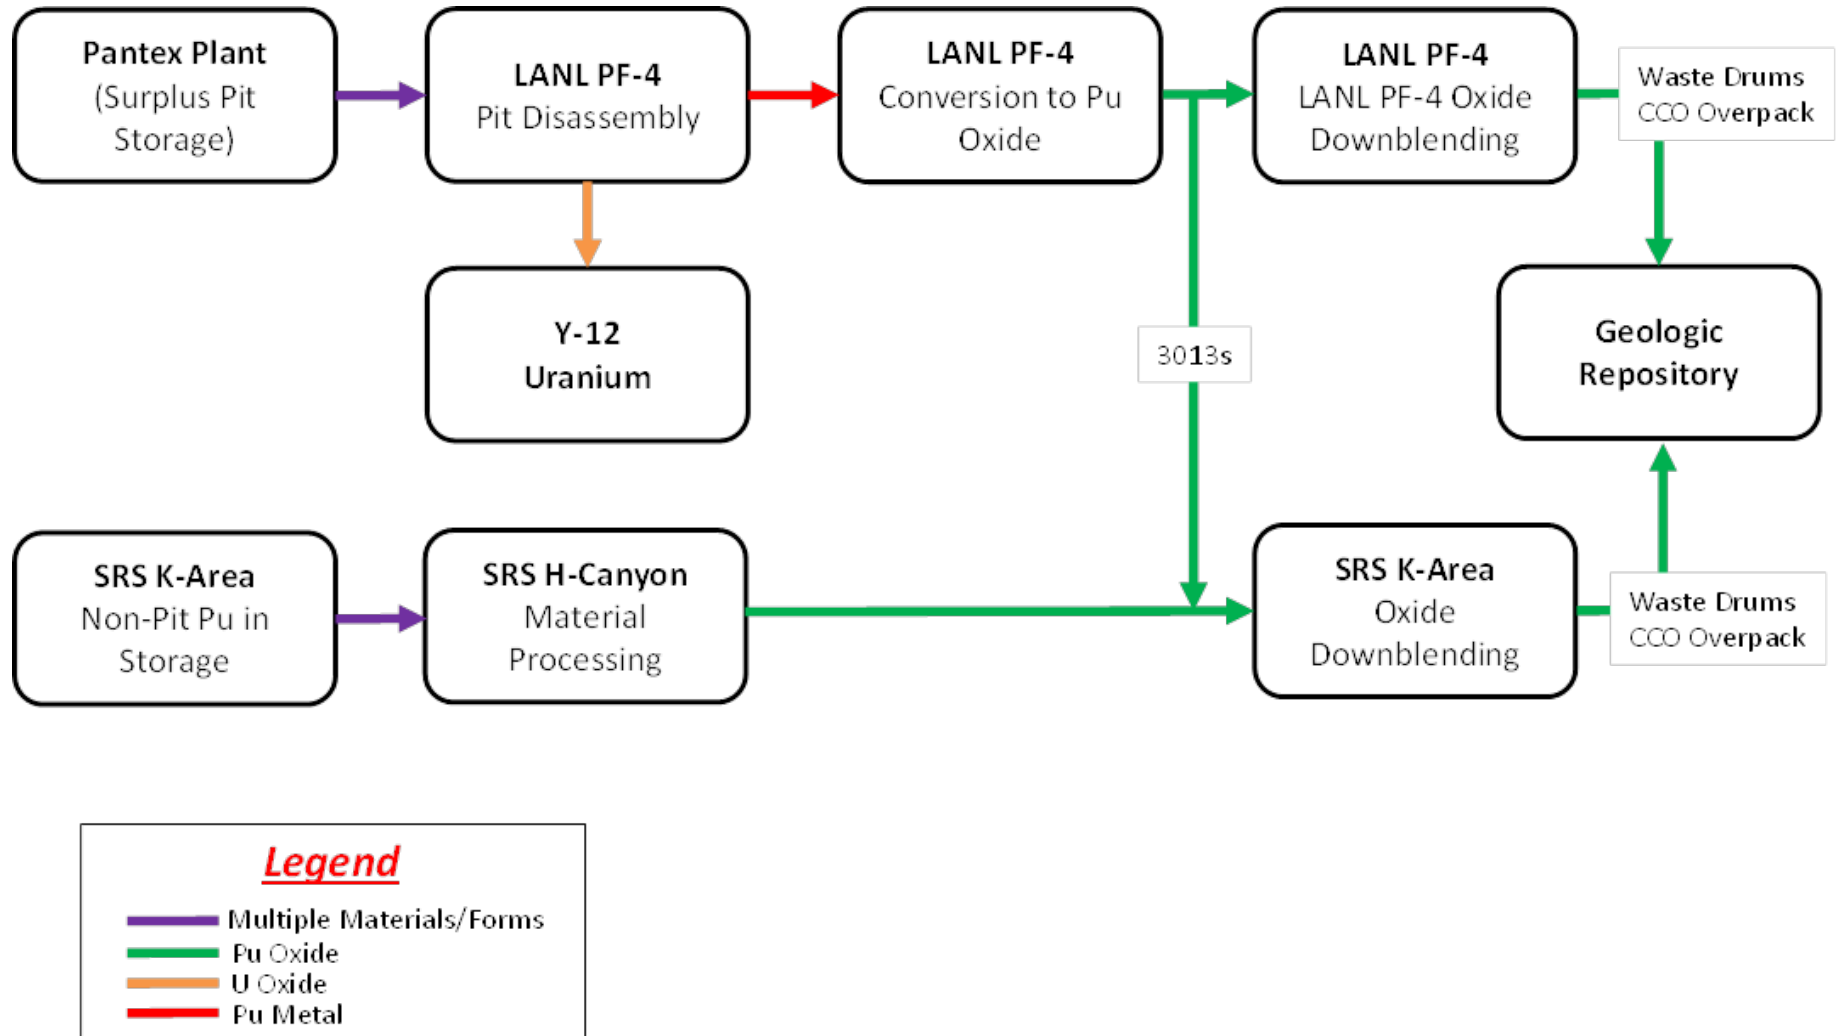 Pantex Plant
(Surplus Pit
Storage)
LANL PF-4
Pit Disassembly
LANL PF-4
Conversion to Pu
Oxide
LANL PF-4
LANL PF-4 Oxide
Downblending
Waste Drums
CCO Overpack
Y-12
Uranium
3013s
Geologic
Repository
SRS K-Area
Non-Pit Pu in
Storage
SRS H-Canyon
Material
Processing
SRS K-Area
Oxide
Downblending
Waste Drums
CCO Overpack
Legend
Multiple Materials/Forms
Pu Oxide
U Oxide
Pu Metal